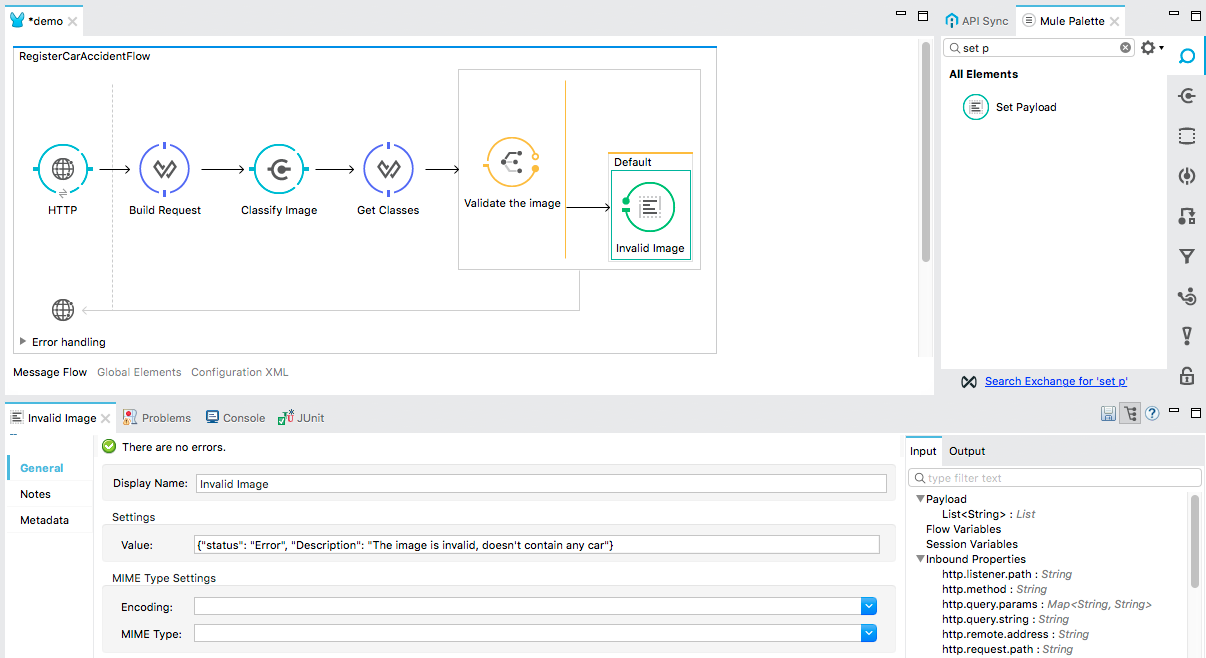 *demo
API Sync
Mule Palette
RegisterCarAccidentFlow
set p
All Elements
Set Payload
Default
HTTP
Build Request
Classify Image
Get Classes
Validate the image
Invalid Image
Error handling
Message Flow Global Elements Configuration XML
Search Exchange for 'set p'
Invalid Image
Problems
Console
JUnit
There are no errors.
General
Notes
Metadata
Display Name: Invalid Image
Settings
Value: {"status": "Error", "Description": "The image is invalid, doesn't contain any car"}
MIME Type Settings
Encoding:
MIME Type:
Input Output
type filter text
Payload
List<String> : List
Flow Variables
Session Variables
Inbound Properties
http.listener.path : String
http.method : String
http.query.params : Map<String, String>
http.query.string : String
http.remote.address : String
http.request.path : String